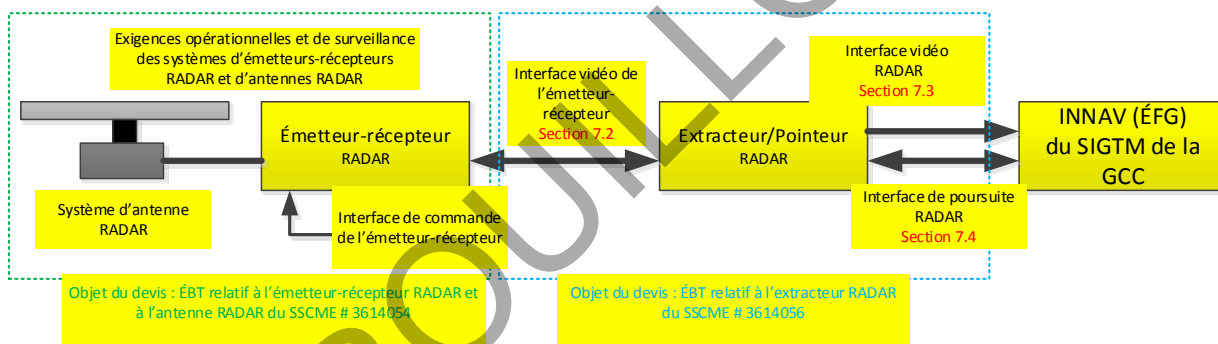 Exigences opérationnelles et de surveillance
des systèmes d'émetteurs-récepteurs
RADAR et d'antennes RADAR
Interface vidéo de
l'émetteur-
récepteur
Section 7.2
Interface vidéo
RADAR
Section 7.3
Émetteur-récepteur
RADAR
Extracteur/Pointeur
RADAR
INNAV (ÉFG)
du SIGTM de la
GCC
Système d'antenne
RADAR
Interface de commande
de l'émetteur-récepteur
Interface de poursuite
RADAR
Section 7.4
Objet du devis : ÉBT relatif à l'émetteur-récepteur RADAR et
à l'antenne RADAR du SSCME # 3614054
Objet du devis : ÉBT relatif à l'extracteur RADAR
du SSCME # 3614056